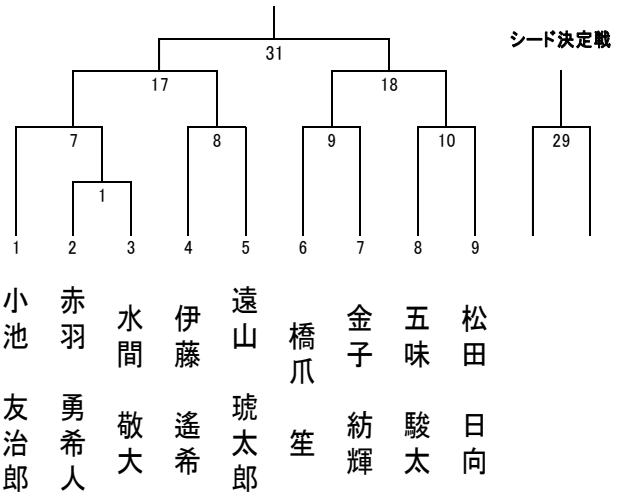 31
シード決定戦
17
18
7
8
9
10
29
1
1
2
3
4
5
6
7
8
9
小池 友治郎
赤羽 勇希人
水間 敬大
伊藤 遙希
遠山 琥太郎
橋爪 笙
金子 紡輝
五味 駿太
松田 日向